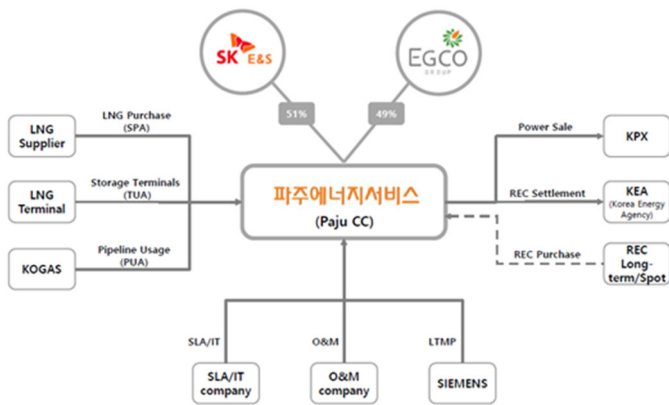 SK E&S
EGCO
GROUP
51%
49%
LNG Purchase
(SPA)
LNG
Supplier
Storage Terminals
(TUA)
LNG
Terminal
Pipeline Usage
(PUA)
KOGAS
파주에너지서비스
(Paju CC)
Power Sale
KPX
REC Settlement
KEA
(Korea Energy
Agency)
REC Purchase
REC
Long-
term/Spot
SLA/IT
O&M
LTMP
SLA/IT
company
O&M
company
SIEMENS